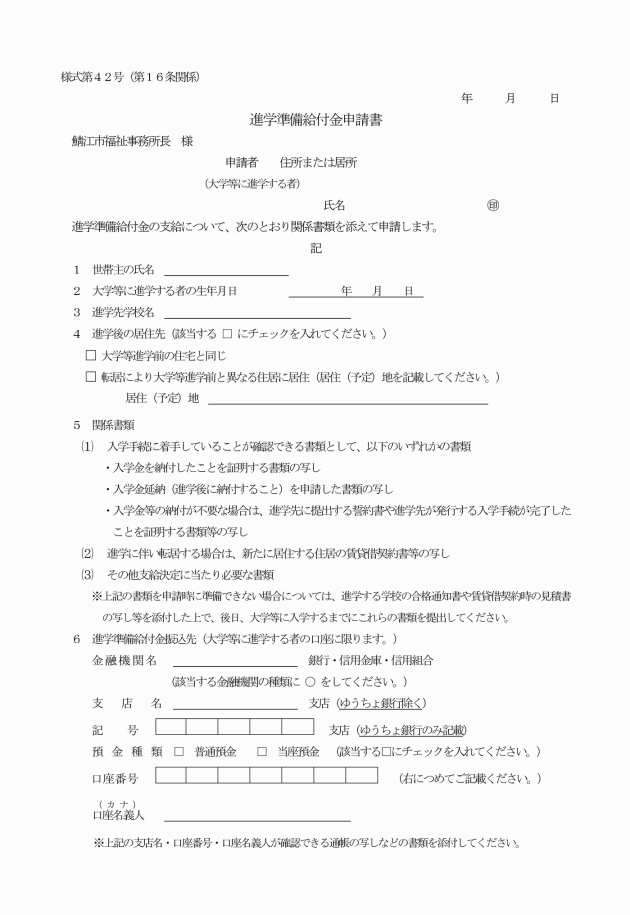 様式第４２号（第１６条関係）
年　　　月　　　日
進学準備給付金申請書
鯖江市福祉事務所長　様
申請者　　住所または居所
（大学等に進学する者）
氏名　　　　　　　　　　　　　㊞
進学準備給付金の支給について、次のとおり関係書類を添えて申請します。
記
１　世帯主の氏名
２　大学等に進学する者の生年月日　　　　　　年　　月　　日
３　進学先学校名
４　進学後の居住先（該当する □ にチェックを入れてください。）
□ 大学等進学前の住宅と同じ
□ 転居により大学等進学前と異なる住居に居住（居住（予定）地を記載してください。）
居住（予定）地
５　関係書類
⑴　入学手続に着手していることが確認できる書類として、以下のいずれかの書類
・入学金を納付したことを証明する書類の写し
・入学金延納（進学後に納付すること）を申請した書類の写し
・入学金等の納付が不要な場合は、進学先に提出する誓約書や進学先が発行する入学手続が完了した
ことを証明する書類等の写し
⑵　進学に伴い転居する場合は、新たに居住する住居の賃貸借契約書等の写し
⑶　その他支給決定に当たり必要な書類
※上記の書類を申請時に準備できない場合については、進学する学校の合格通知書や賃貸借契約時の見積書
の写し等を添付した上で、後日、大学等に入学するまでにこれらの書類を提出してください。
６　進学準備給付金振込先（大学等に進学する者の口座に限ります。）
金融機関名　　　　　　　　　　銀行・信用金庫・信用組合
（該当する金融機関の種類に ○ をしてください。）
支　店　名　　　　　　　　　　支店（ゆうちょ銀行除く）
記　　号　　　　　　　　　　支店（ゆうちょ銀行のみ記載）
預金種類　□　普通預金　　□　当座預金　（該当する□にチェックを入れてください。）
口座番号　　　　　　　　　　（右につめてご記載ください。）
（カナ）
口座名義人
※上記の支店名・口座番号・口座名義人が確認できる通帳の写しなどの書類を添付してください。